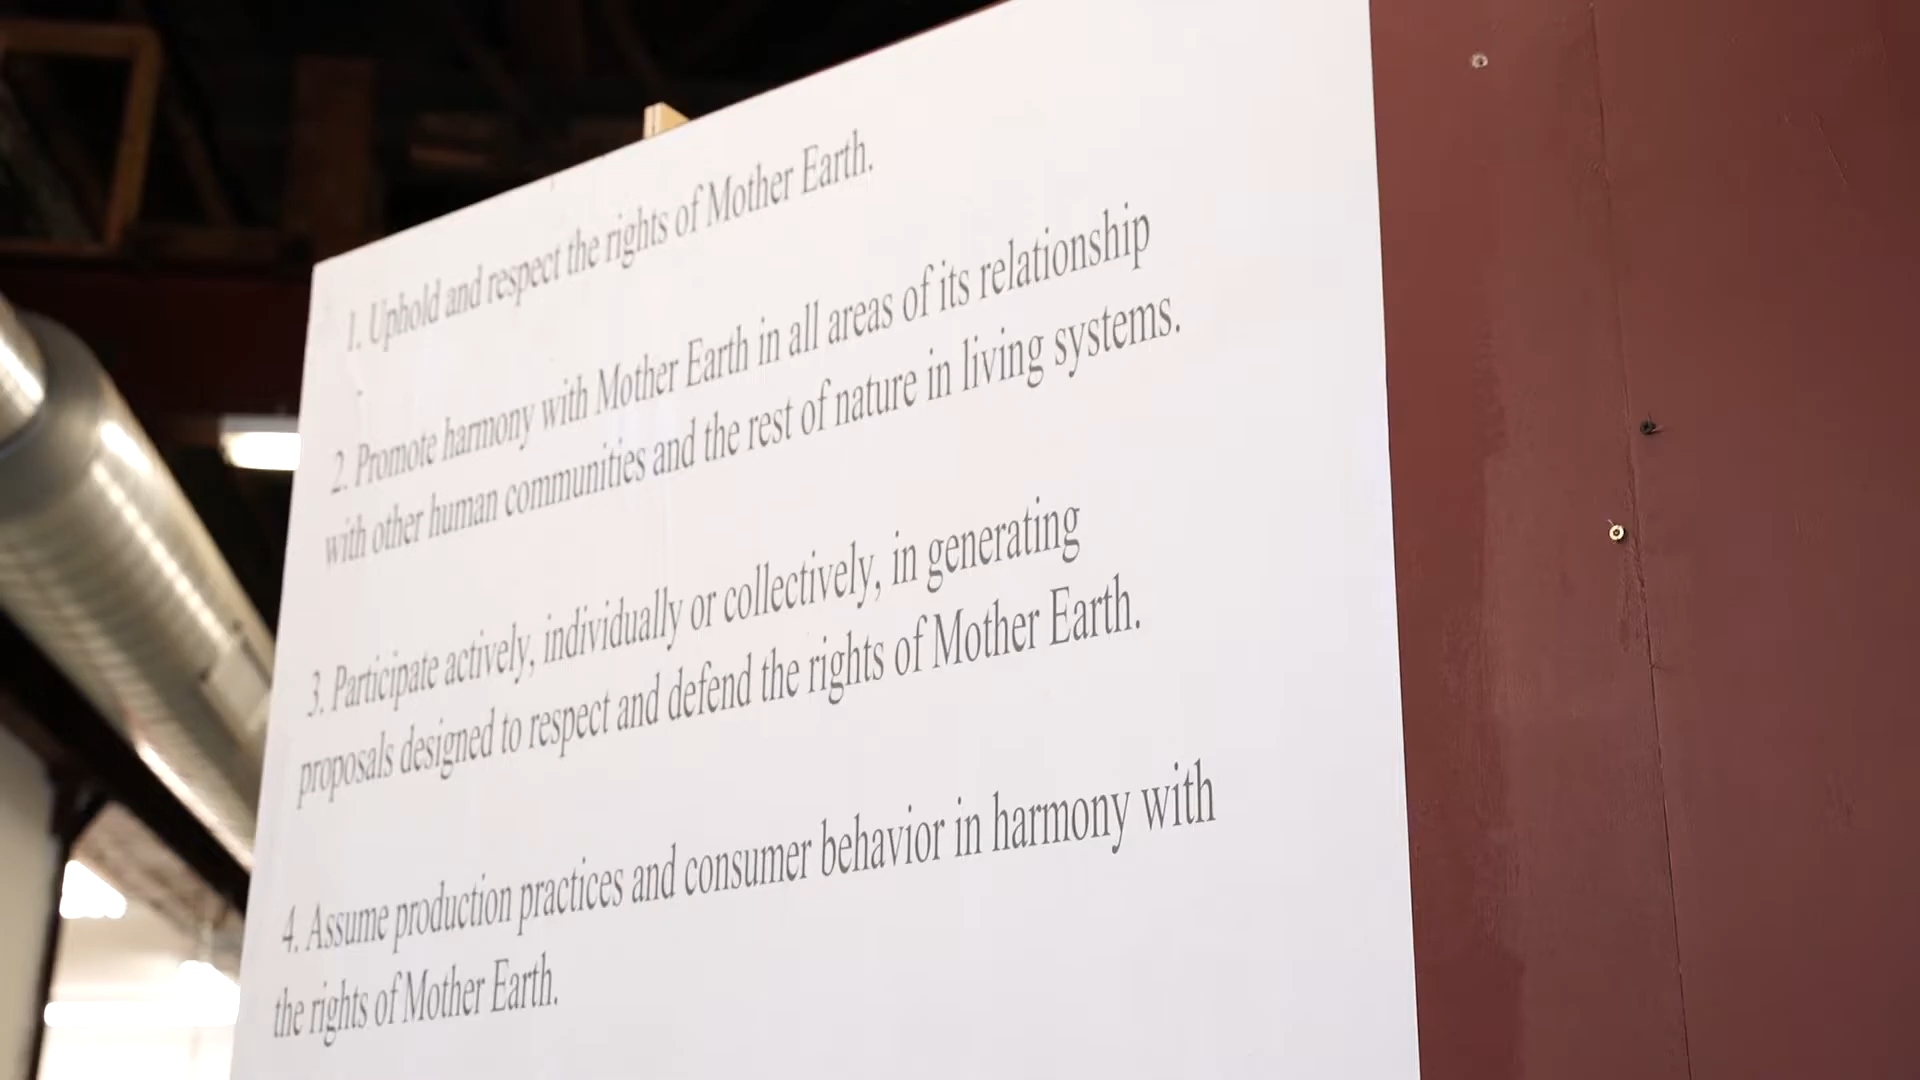 1. Uphold and respect the rights of Mother Earth.
2. Promote harmony with Mother Earth in all areas of its relationship
with other human communities and the rest of nature in living systems.
3. Participate actively, individually or collectively, in generating
proposals designed to respect and defend the rights of Mother Earth.
4. Assume production practices and consumer behavior in harmony with
the rights of Mother Earth.